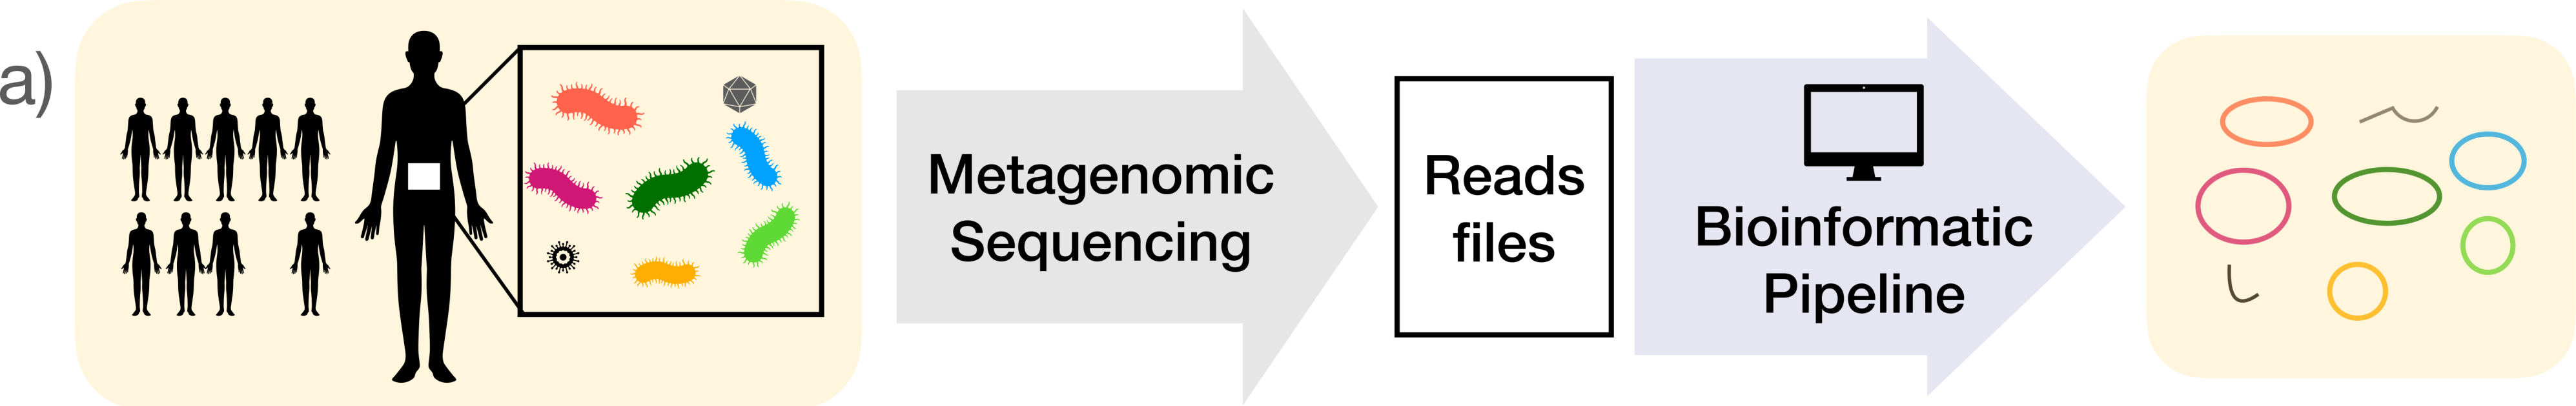 a)
Metagenomic
Sequencing
Reads
files
Bioinformatic
Pipeline